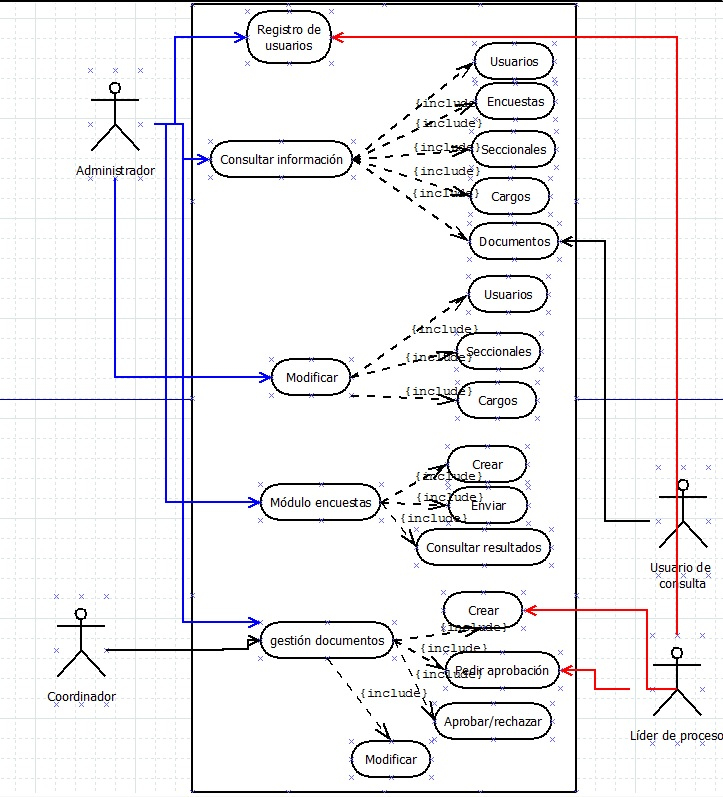 Registro de
usuarios
Usuarios
{include}
Encuestas
{include}
Administrador
Consultar información
{include}
Seccionales
{include}
Cargos
{include}
Documentos
Usuarios
{include}
Seccionales
{include}
Modificar
{include}
Cargos
Crear
{include}
Módulo encuestas
{include}
Enviar
{include}
Consultar resultados
Usuario de
consulta
Crear
{include}
gestión documentos
{include}
Pedir aprobación
{include}
Coordinador
{include}
Aprobar/rechazar
Líder de proceso
Modificar